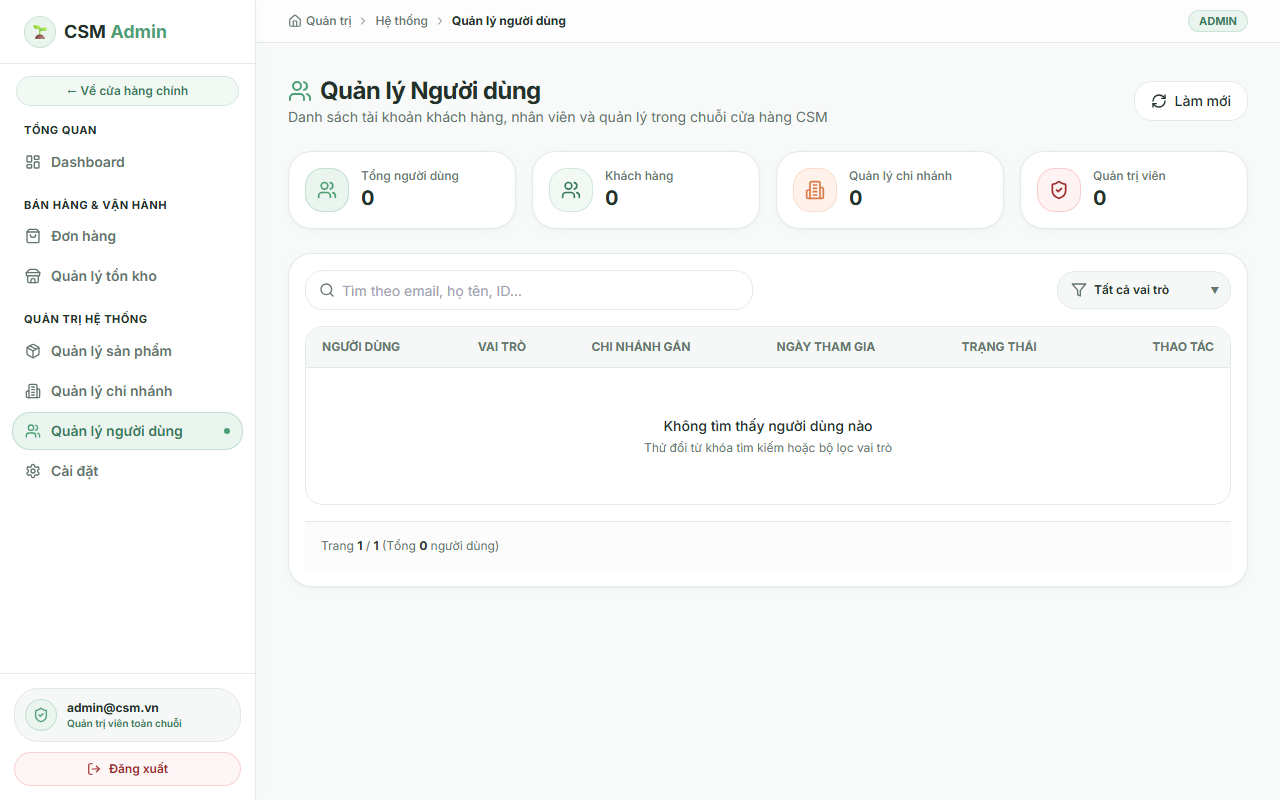 CSM Admin
← Về cửa hàng chính
TỔNG QUAN
Dashboard
BÁN HÀNG & VẬN HÀNH
Đơn hàng
Quản lý tồn kho
QUẢN TRỊ HỆ THỐNG
Quản lý sản phẩm
Quản lý chi nhánh
Quản lý người dùng
Cài đặt
admin@csm.vn
Quản trị viên toàn chuỗi
Đăng xuất
Quản trị > Hệ thống > Quản lý người dùng
ADMIN
Quản lý Người dùng
Danh sách tài khoản khách hàng, nhân viên và quản lý trong chuỗi cửa hàng CSM
Làm mới
Tổng người dùng
0
Khách hàng
0
Quản lý chi nhánh
0
Quản trị viên
0
Tìm theo email, họ tên, ID...
Tất cả vai trò ▼
NGƯỜI DÙNG VAI TRÒ CHI NHÁNH GÁN NGÀY THAM GIA TRẠNG THÁI THAO TÁC
Không tìm thấy người dùng nào
Thử đổi từ khóa tìm kiếm hoặc bộ lọc vai trò
Trang 1 / 1 (Tổng 0 người dùng)